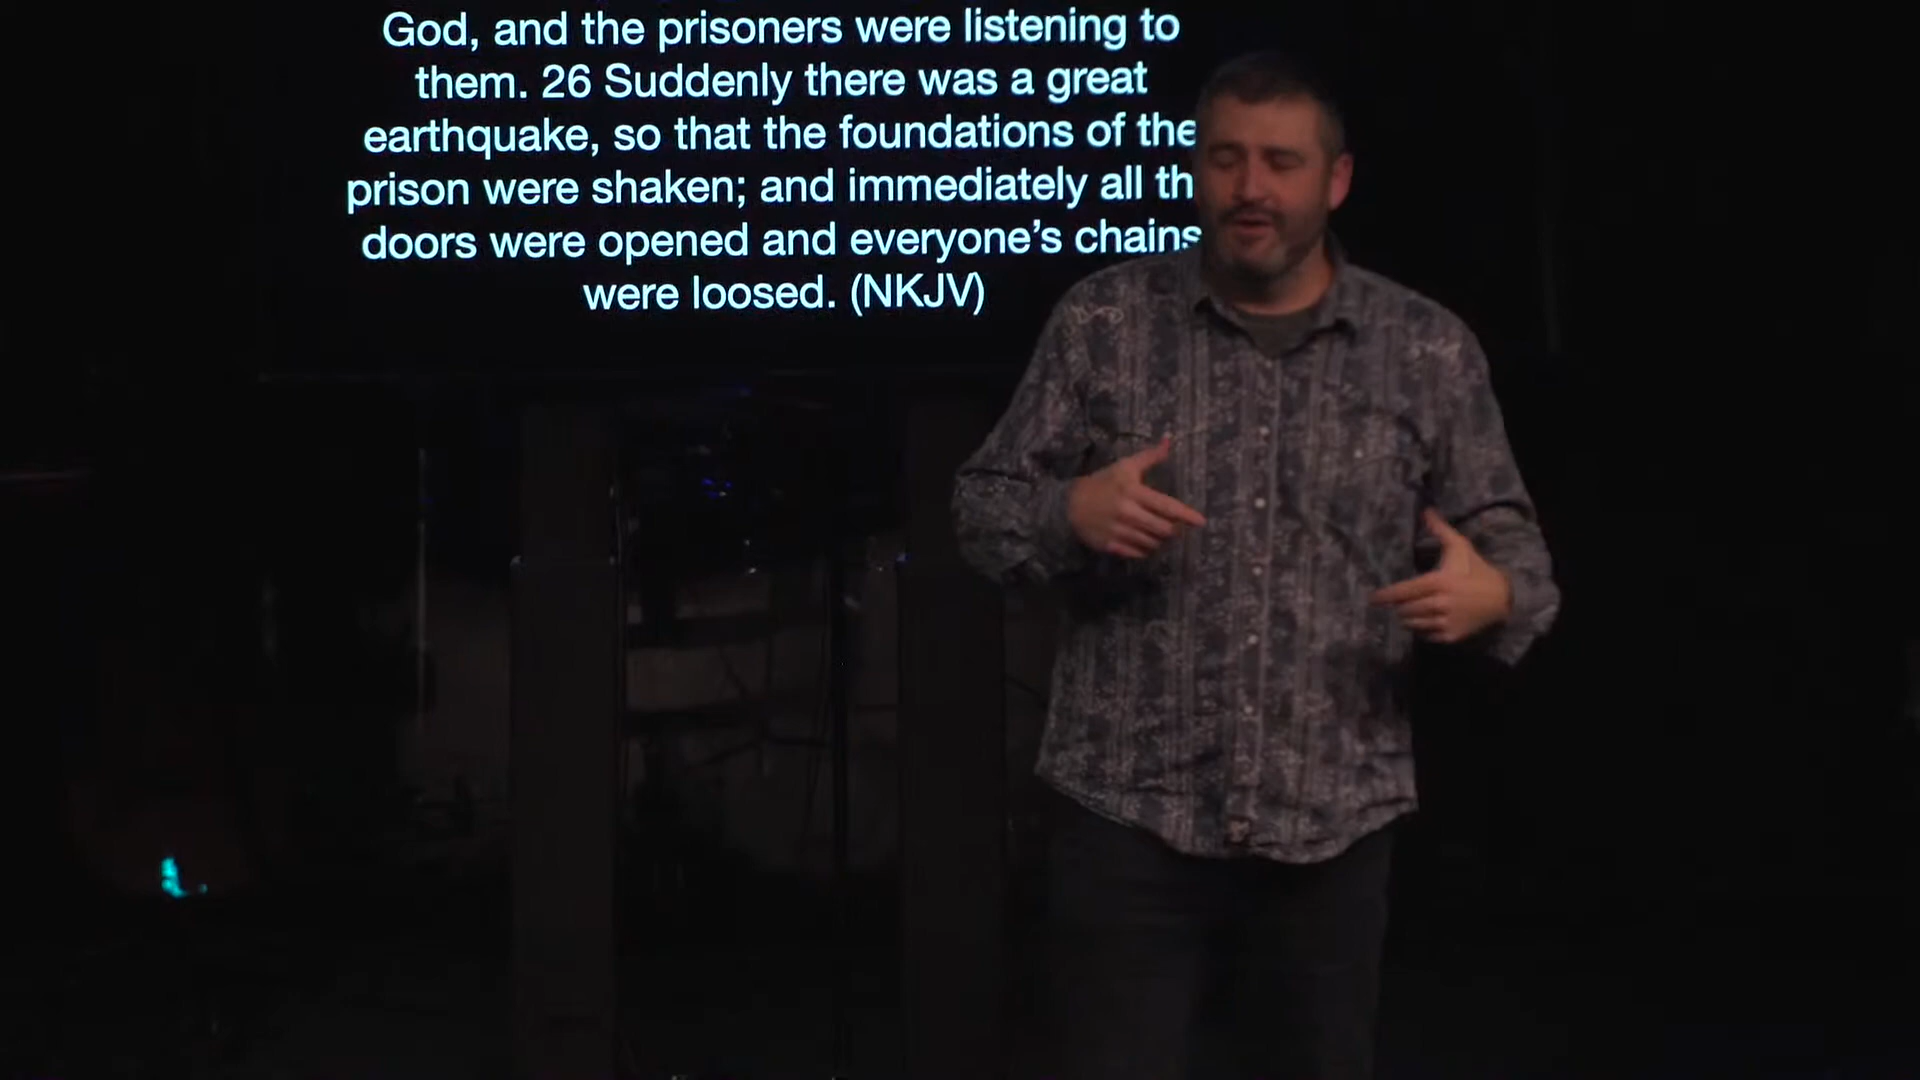 God, and the prisoners were listening to
them. 26 Suddenly there was a great
earthquake, so that the foundations of the
prison were shaken; and immediately all th
doors were opened and everyone’s chains
were loosed. (NKJV)